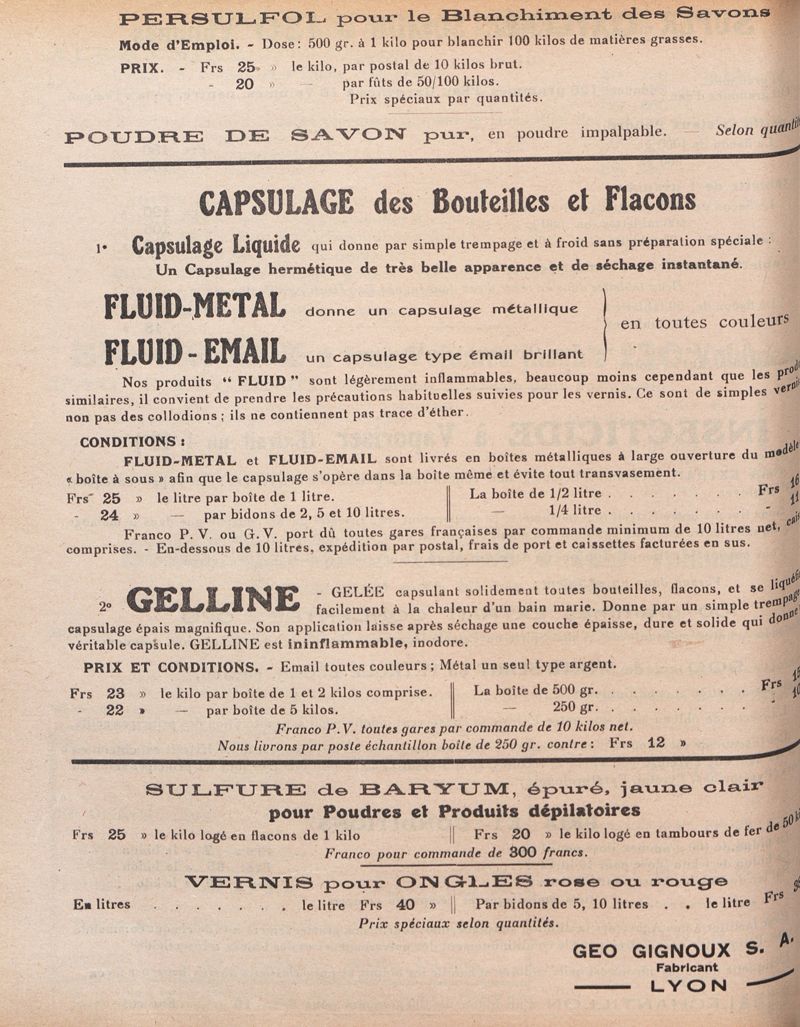 PERSULFOL pour le Blanchiment des Savons
Mode d'Emploi. - Dose : 500 gr. à 1 kilo pour blanchir 100 kilos de matières grasses.
PRIX. - Frs 25 » le kilo, par postal de 10 kilos brut.
- 20 » — par fûts de 50/100 kilos.
Prix spéciaux par quantités.
POUDRE DE SAVON pur, en poudre impalpable. — Selon
CAPSULAGE des Bouteilles et Flacons
1° Capsulage Liquide qui donne par simple trempage et à froid sans préparation spéciale :
Un Capsulage hermétique de très belle apparence et de séchage instantané.
FLUID-METAL donne un capsulage métallique
FLUID-EMAIL un capsulage type émail brillant
en toutes couleurs
Nos produits “ FLUID ” sont légèrement inflammables, beaucoup moins cependant que les
similaires, il convient de prendre les précautions habituelles suivies pour les vernis. Ce sont de simples
non pas des collodions ; ils ne contiennent pas trace d'éther.
CONDITIONS :
FLUID-METAL et FLUID-EMAIL sont livrés en boîtes métalliques à large ouverture du modèle
« boîte à sous » afin que le capsulage s'opère dans la boîte même et évite tout transvasement.
Frs 25 » le litre par boîte de 1 litre. || La boîte de 1/2 litre . . . . . . . Frs 16
- 24 » — par bidons de 2, 5 et 10 litres. || — 1/4 litre . . . . . . . - 11
Franco P. V. ou G. V. port dû toutes gares françaises par commande minimum de 10 litres net,
comprises. - En-dessous de 10 litres, expédition par postal, frais de port et caissettes facturées en sus.
2° GELLINE - GELÉE capsulant solidement toutes bouteilles, flacons, et se
facilement à la chaleur d'un bain marie. Donne par un simple trempage
capsulage épais magnifique. Son application laisse après séchage une couche épaisse, dure et solide qui
véritable capsule. GELLINE est ininflammable, inodore.
PRIX ET CONDITIONS. - Email toutes couleurs ; Métal un seul type argent.
Frs 23 » le kilo par boîte de 1 et 2 kilos comprise. || La boîte de 500 gr. . . . . . . . Frs
- 22 » — par boîte de 5 kilos. || — 250 gr. . . . . . . . -
Franco P. V. toutes gares par commande de 10 kilos net.
Nous livrons par poste échantillon boîte de 250 gr. contre : Frs 12 »
SULFURE de BARYUM, épuré, jaune clair
pour Poudres et Produits dépilatoires
Frs 25 » le kilo logé en flacons de 1 kilo || Frs 20 » le kilo logé en tambours de fer de 50
Franco pour commande de 300 francs.
VERNIS pour ONGLES rose ou rouge
En litres . . . . . . . le litre Frs 40 » || Par bidons de 5, 10 litres . . le litre Frs
Prix spéciaux selon quantités.
GEO GIGNOUX S. A.
Fabricant
LYON